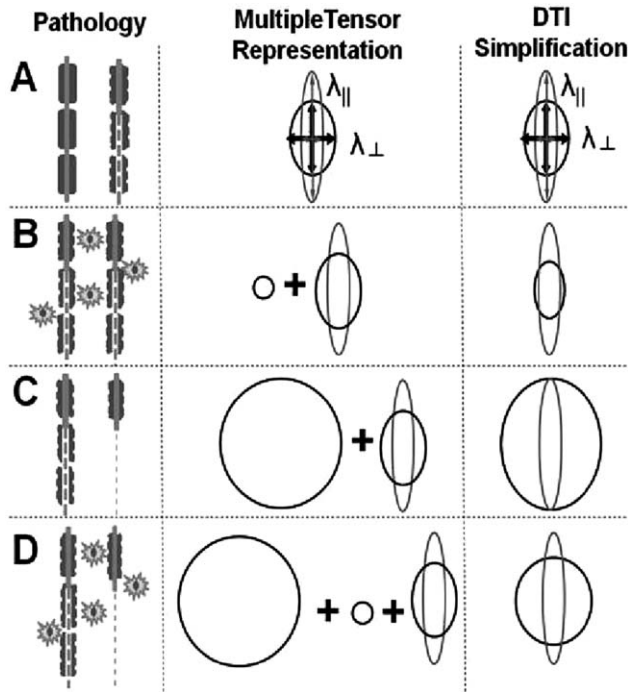 Pathology
MultipleTensor
Representation
DTI
Simplification
A
λ||
λ⊥
λ||
λ⊥
B
+
C
+
D
+
+